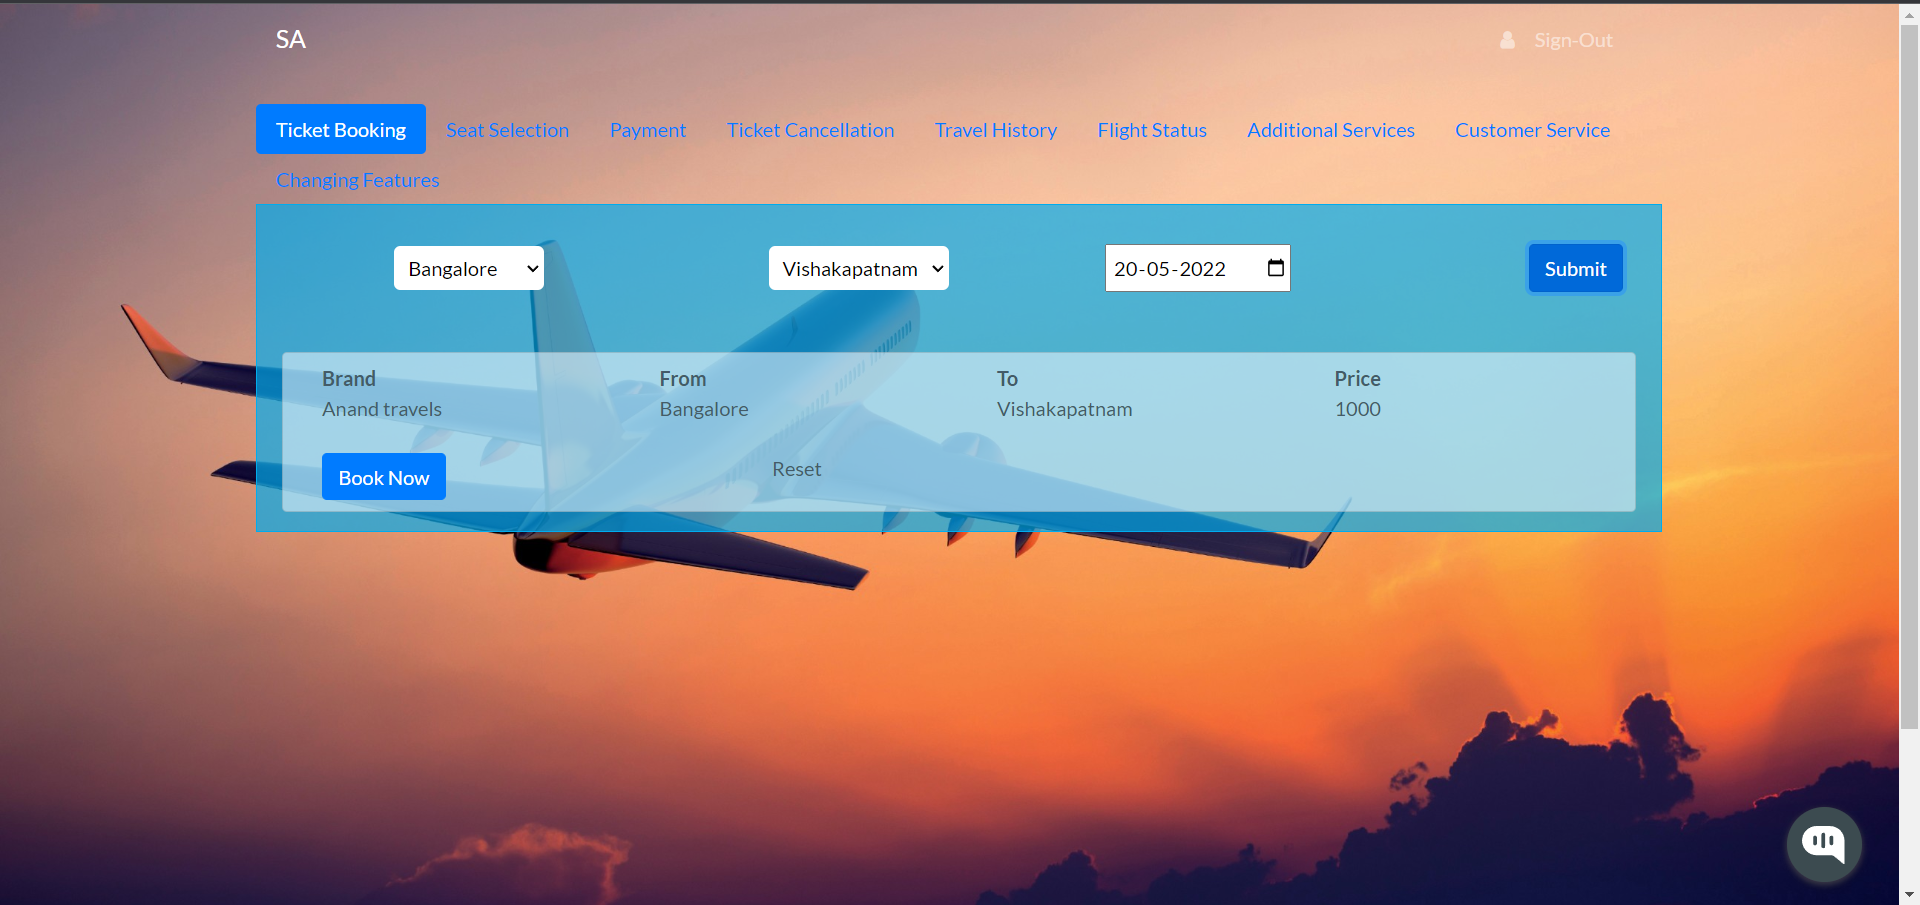 SA
Sign-Out
Ticket Booking Seat Selection Payment Ticket Cancellation Travel History Flight Status Additional Services Customer Service
Changing Features
Bangalore Vishakapatnam 20-05-2022 Submit
Brand From To Price
Anand travels Bangalore Vishakapatnam 1000
Book Now Reset